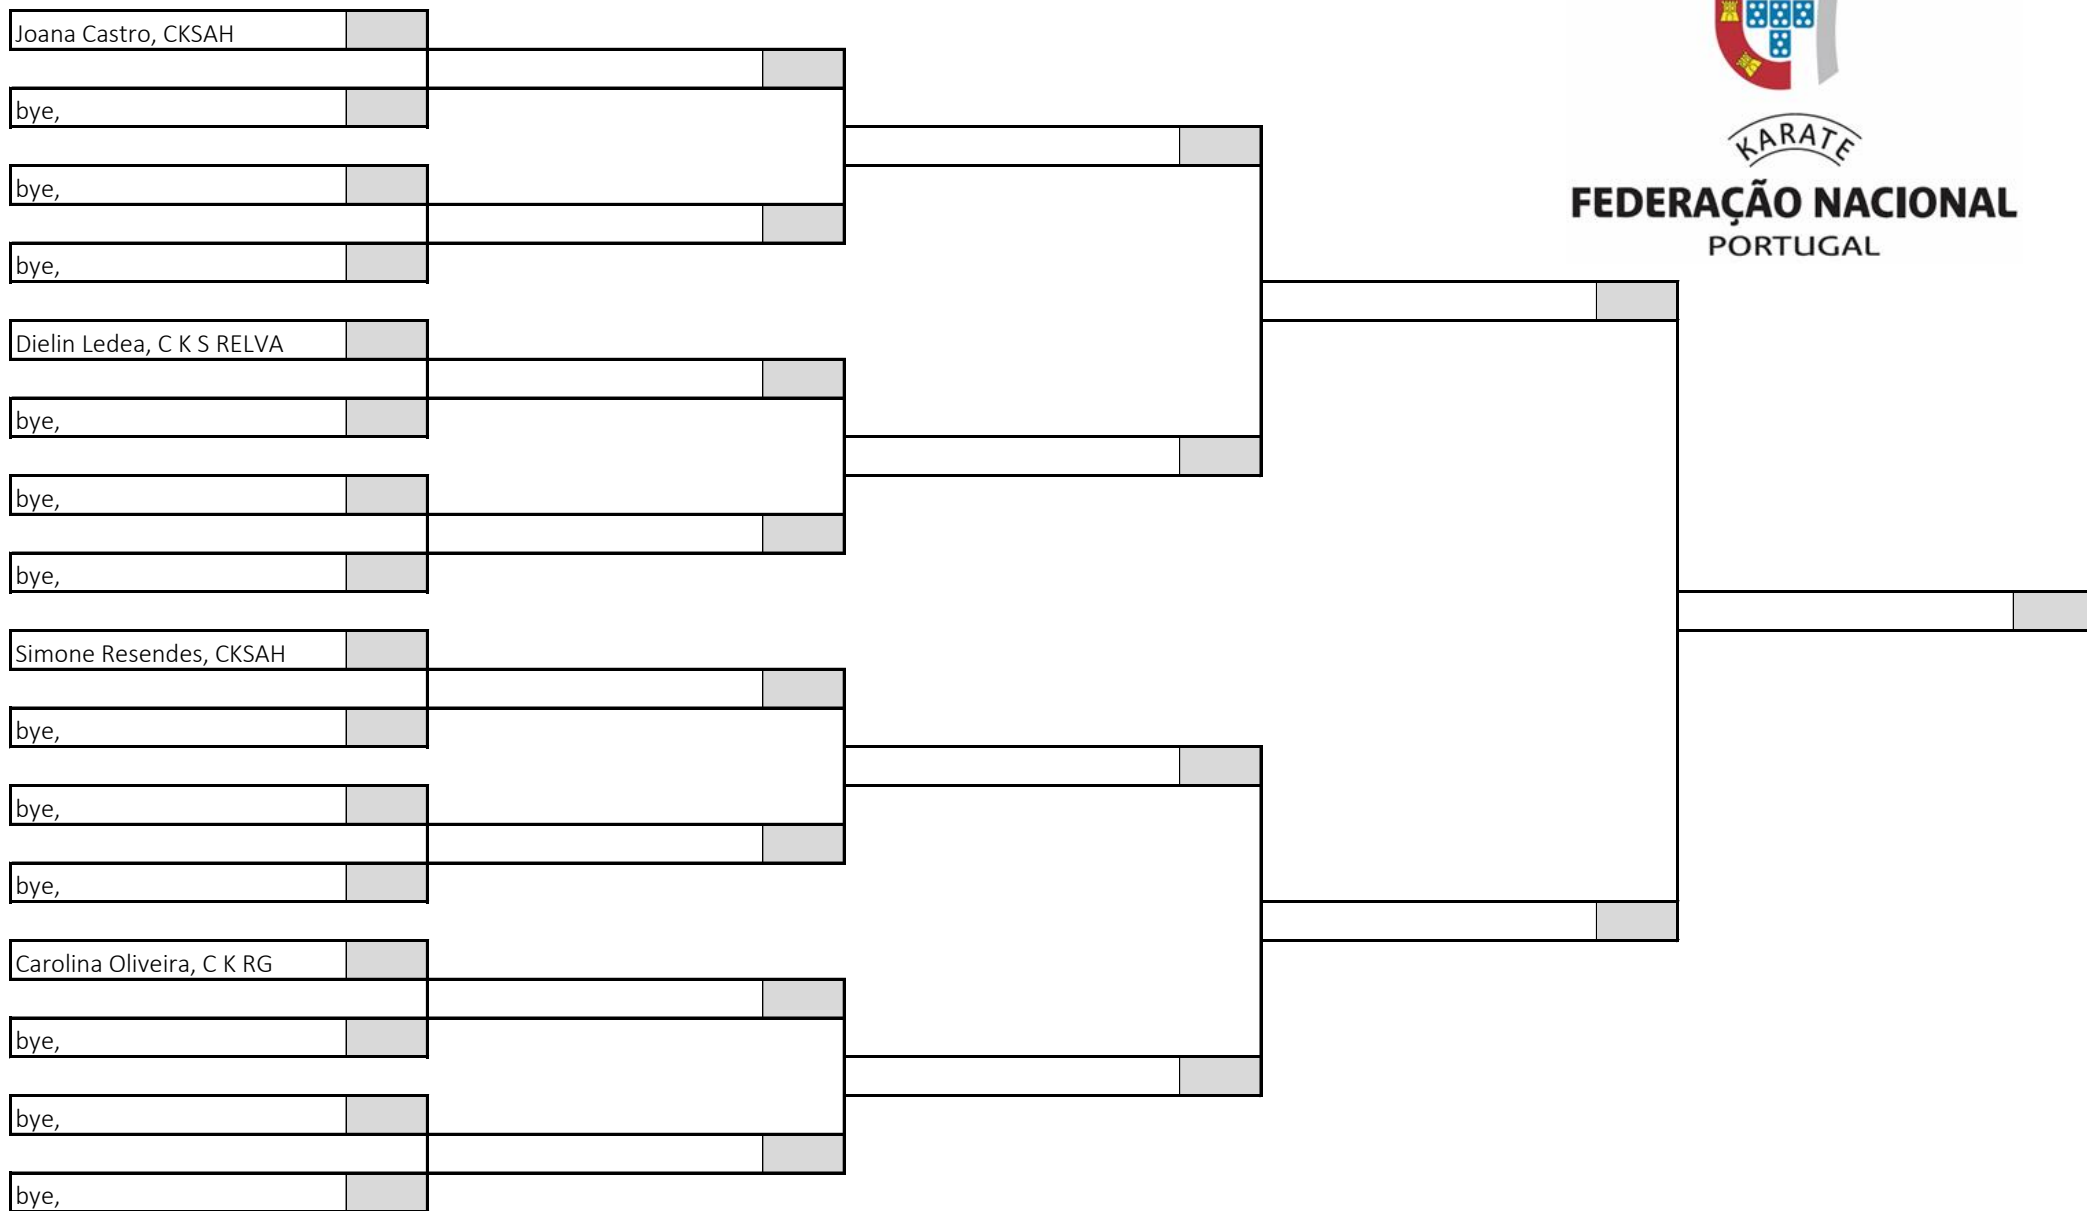 Joana Castro, CKSAH
bye,
bye,
bye,
Dielin Ledea, C K S RELVA
bye,
bye,
bye,
Simone Resendes, CKSAH
bye,
bye,
bye,
Carolina Oliveira, C K RG
bye,
bye,
bye,
KARATE
FEDERAÇÃO NACIONAL
PORTUGAL